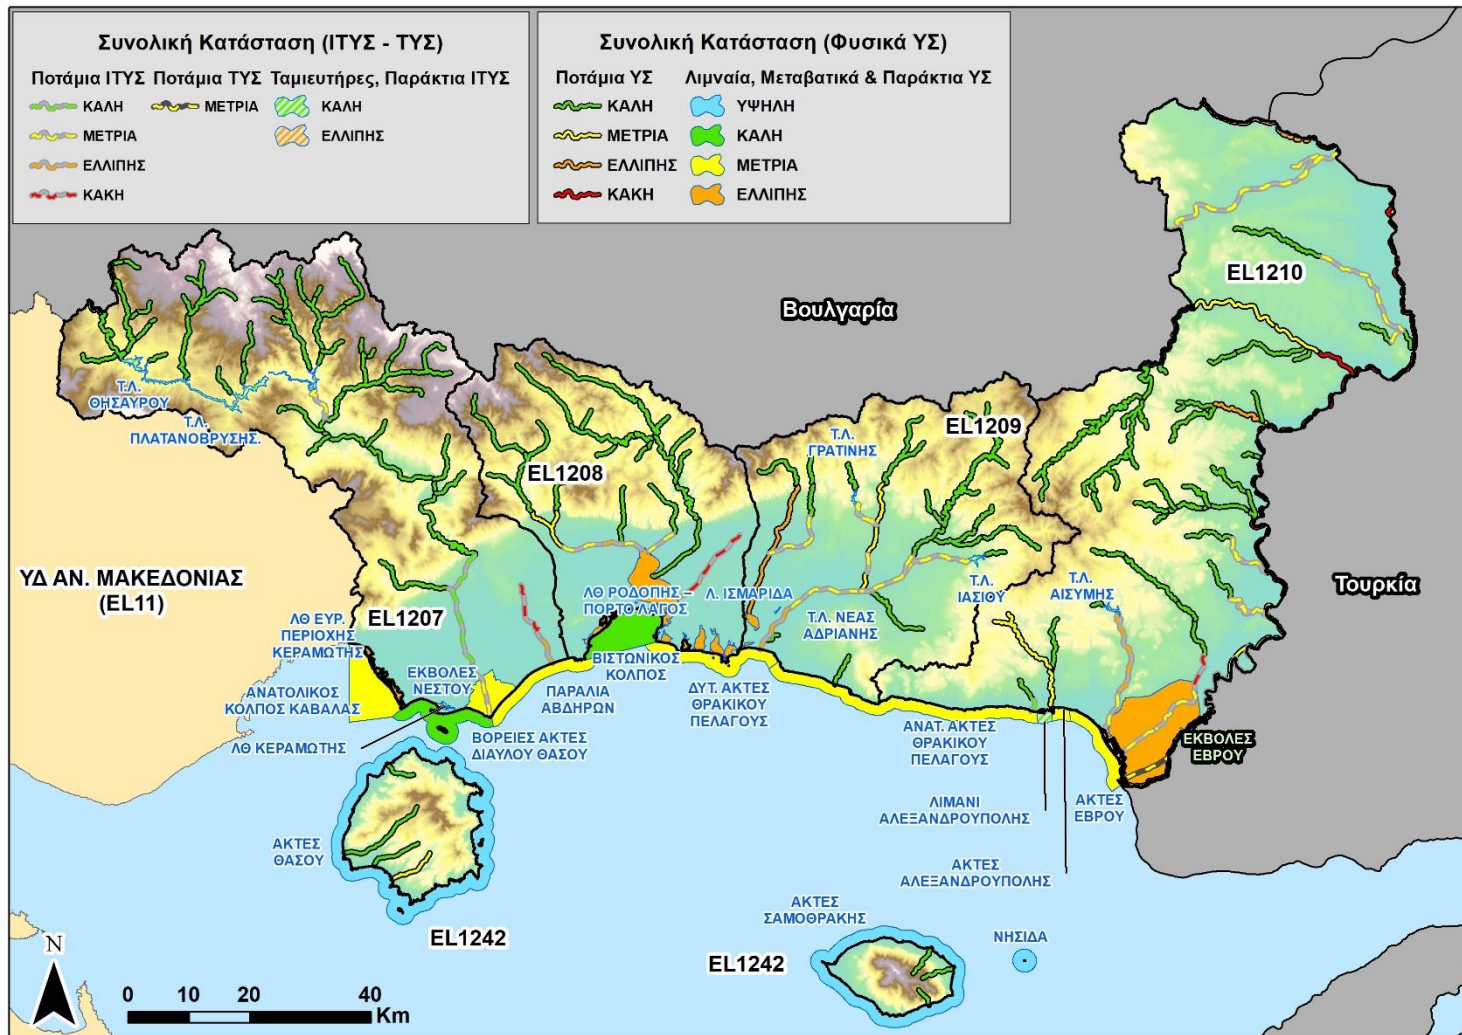 Συνολική Κατάσταση (ΙΤΥΣ - ΤΥΣ)
Ποτάμια ΙΤΥΣ Ποτάμια ΤΥΣ Ταμιευτήρες, Παράκτια ΙΤΥΣ
ΚΑΛΗ ΜΕΤΡΙΑ ΚΑΛΗ
ΜΕΤΡΙΑ ΕΛΛΙΠΗΣ
ΕΛΛΙΠΗΣ
ΚΑΚΗ
Συνολική Κατάσταση (Φυσικά ΥΣ)
Ποτάμια ΥΣ Λιμναία, Μεταβατικά & Παράκτια ΥΣ
ΚΑΛΗ ΥΨΗΛΗ
ΜΕΤΡΙΑ ΚΑΛΗ
ΕΛΛΙΠΗΣ ΜΕΤΡΙΑ
ΚΑΚΗ ΕΛΛΙΠΗΣ
EL1210
Βουλγαρία
Τ.Λ.
ΘΗΣΑΥΡΟΥ
Τ.Λ.
ΠΛΑΤΑΝΟΒΡΥΣΗΣ.
EL1208
Τ.Λ.
ΓΡΑΤΙΝΗΣ
EL1209
ΥΔ ΑΝ. ΜΑΚΕΔΟΝΙΑΣ
(EL11)
Τουρκία
EL1207
ΛΘ ΡΟΔΟΠΗΣ –
ΠΟΡΤΟ ΛΑΓΟΣ
Λ. ΙΣΜΑΡΙΔΑ
Τ.Λ. ΝΕΑΣ
ΑΔΡΙΑΝΗΣ
Τ.Λ.
ΙΑΣΙΟΥ
Τ.Λ.
ΑΙΣΥΜΗΣ
ΛΘ ΕΥΡ.
ΠΕΡΙΟΧΗΣ
ΚΕΡΑΜΩΤΗΣ
ΑΝΑΤΟΛΙΚΟΣ
ΚΟΛΠΟΣ ΚΑΒΑΛΑΣ
ΕΚΒΟΛΕΣ
ΝΕΣΤΟΥ
ΛΘ ΚΕΡΑΜΩΤΗΣ
ΒΟΡΕΙΕΣ ΑΚΤΕΣ
ΔΙΑΥΛΟΥ ΘΑΣΟΥ
ΠΑΡΑΛΙΑ
ΑΒΔΗΡΩΝ
ΒΙΣΤΩΝΙΚΟΣ
ΚΟΛΠΟΣ
ΔΥΤ. ΑΚΤΕΣ
ΘΡΑΚΙΚΟΥ
ΠΕΛΑΓΟΥΣ
ΑΝΑΤ. ΑΚΤΕΣ
ΘΡΑΚΙΚΟΥ
ΠΕΛΑΓΟΥΣ
ΕΚΒΟΛΕΣ
ΕΒΡΟΥ
ΛΙΜΑΝΙ
ΑΛΕΞΑΝΔΡΟΥΠΟΛΗΣ
ΑΚΤΕΣ
ΕΒΡΟΥ
ΑΚΤΕΣ
ΑΛΕΞΑΝΔΡΟΥΠΟΛΗΣ
ΑΚΤΕΣ
ΘΑΣΟΥ
EL1242
ΑΚΤΕΣ
ΣΑΜΟΘΡΑΚΗΣ
EL1242
ΝΗΣΙΔΑ
N
0 10 20 40
Km